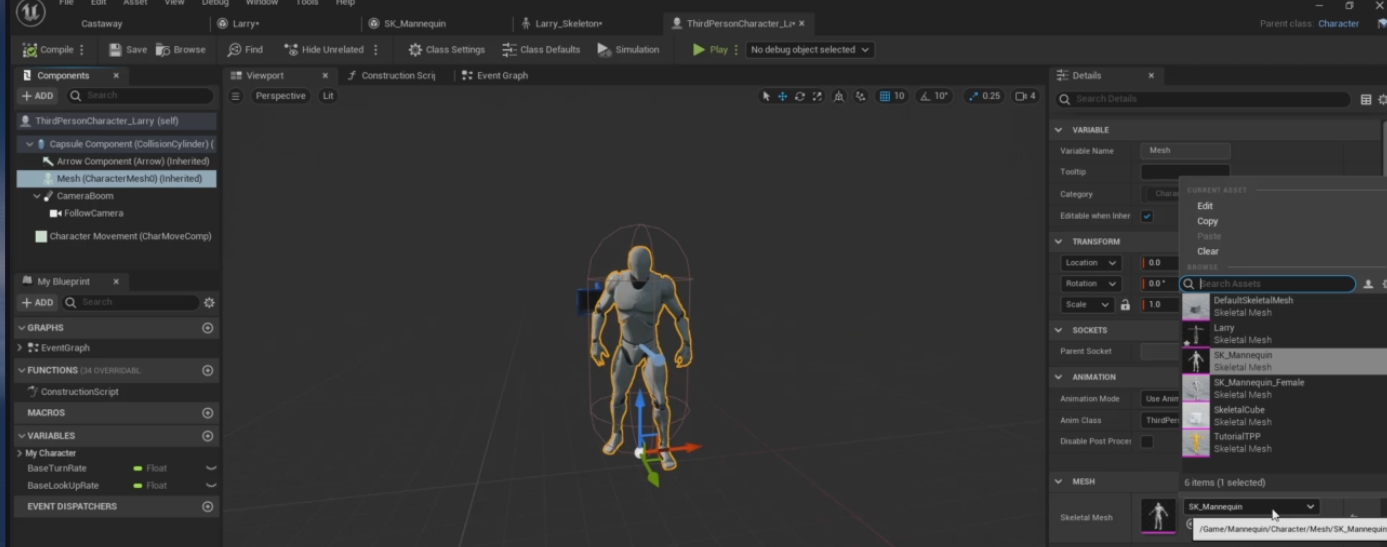 File Edit Asset View Debug Window Tools Help
Castaway Larry• SK_Mannequin Larry_Skeleton• ThirdPersonCharacter_La•
Parent class: Character
Compile Save Browse Find Hide Unrelated Class Settings Class Defaults Simulation Play No debug object selected
Components
ADD Search
ThirdPersonCharacter_Larry (self)
Capsule Component (CollisionCylinder) (
Arrow Component (Arrow) (Inherited)
Mesh (CharacterMesh0) (Inherited)
CameraBoom
FollowCamera
Character Movement (CharMoveComp)
My Blueprint
ADD Search
GRAPHS
EventGraph
FUNCTIONS (34 OVERRIDABL
ConstructionScript
MACROS
VARIABLES
My Character
BaseTurnRate Float
BaseLookUpRate Float
EVENT DISPATCHERS
Viewport Construction Scrip Event Graph
Perspective Lit
10 10° 0.25 4
Details
Search Details
VARIABLE
Variable Name Mesh
Tooltip
Category Chara
Editable when Inher
TRANSFORM
Location 0.0
Rotation 0.0 °
Scale 1.0
SOCKETS
Parent Socket
ANIMATION
Animation Mode Use Anim
Anim Class ThirdPer
Disable Post Proces
MESH
Skeletal Mesh SK_Mannequin
CURRENT ASSET
Edit
Copy
Paste
Clear
BROWSE
Search Assets
DefaultSkeletalMesh
Skeletal Mesh
Larry
Skeletal Mesh
SK_Mannequin
Skeletal Mesh
SK_Mannequin_Female
Skeletal Mesh
SkeletalCube
Skeletal Mesh
TutorialTPP
Skeletal Mesh
6 items (1 selected)
/Game/Mannequin/Character/Mesh/SK_Mannequin